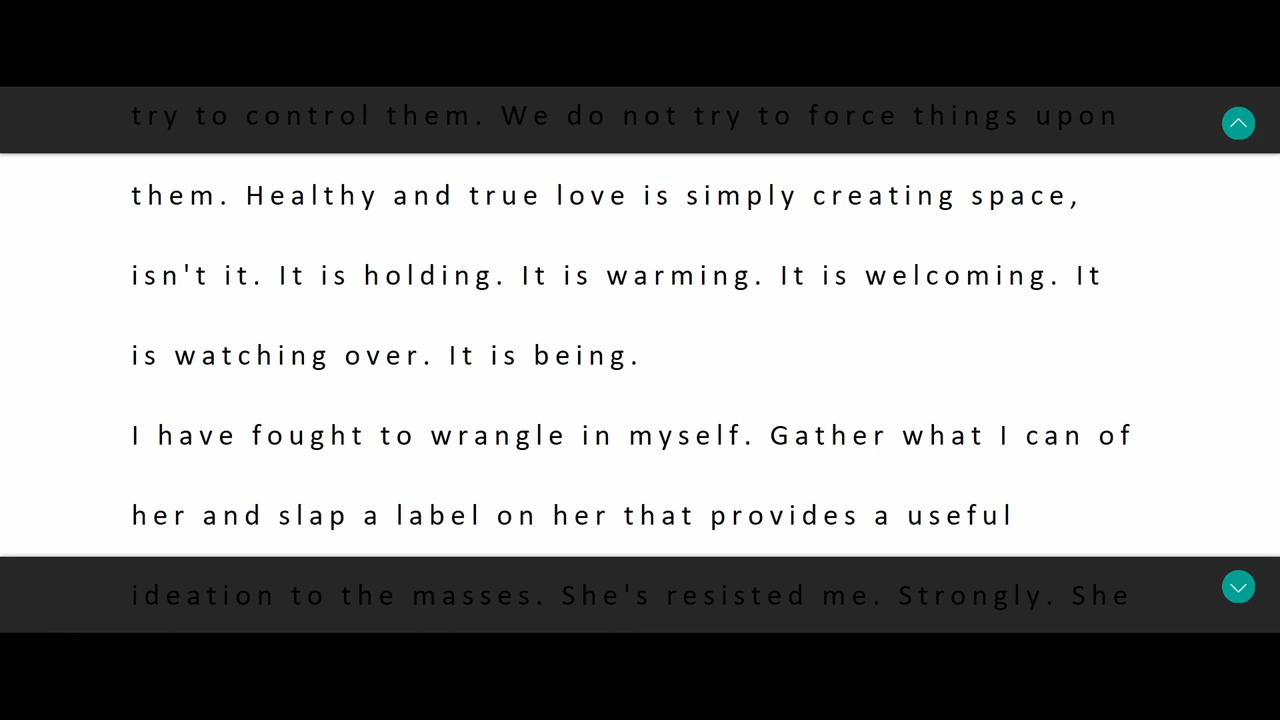 try to control them. We do not try to force things upon
them. Healthy and true love is simply creating space,
isn't it. It is holding. It is warming. It is welcoming. It
is watching over. It is being.
I have fought to wrangle in myself. Gather what I can of
her and slap a label on her that provides a useful
ideation to the masses. She's resisted me. Strongly. She